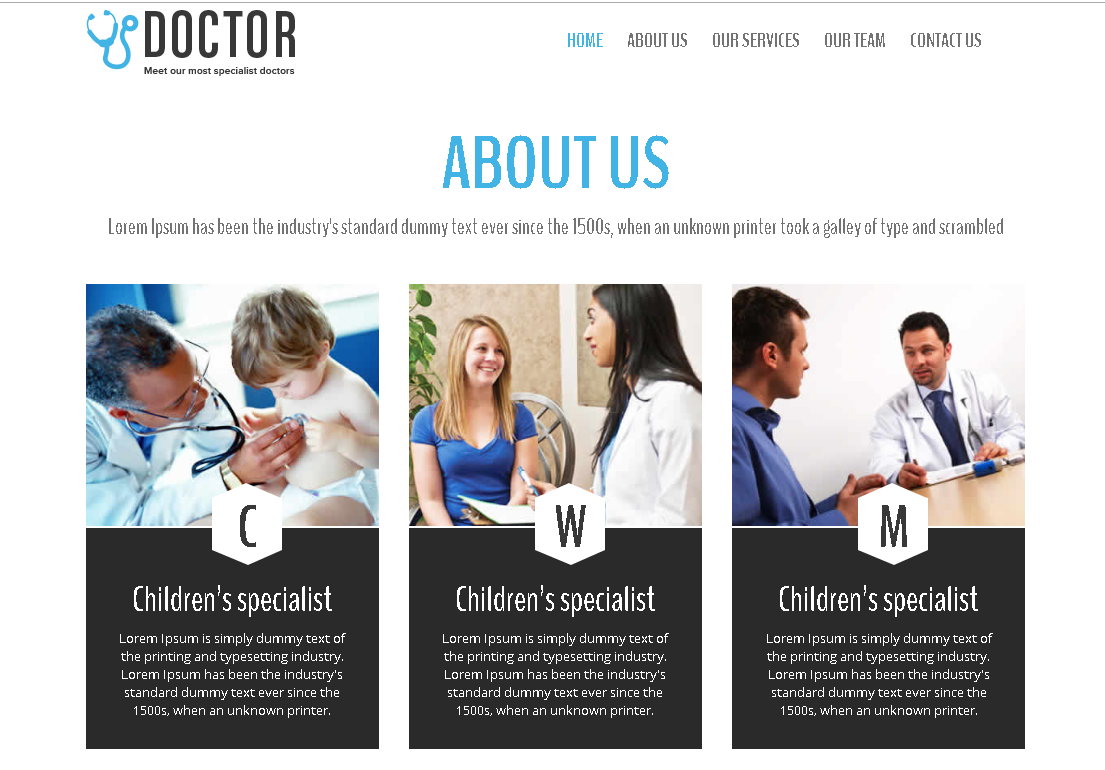 DOCTOR
Meet our most specialist doctors
HOME ABOUT US OUR SERVICES OUR TEAM CONTACT US
ABOUT US
Lorem Ipsum has been the industry's standard dummy text ever since the 1500s, when an unknown printer took a galley of type and scrambled
C
Children's specialist
Lorem Ipsum is simply dummy text of
the printing and typesetting industry.
Lorem Ipsum has been the industry's
standard dummy text ever since the
1500s, when an unknown printer.
W
Children's specialist
Lorem Ipsum is simply dummy text of
the printing and typesetting industry.
Lorem Ipsum has been the industry's
standard dummy text ever since the
1500s, when an unknown printer.
M
Children's specialist
Lorem Ipsum is simply dummy text of
the printing and typesetting industry.
Lorem Ipsum has been the industry's
standard dummy text ever since the
1500s, when an unknown printer.